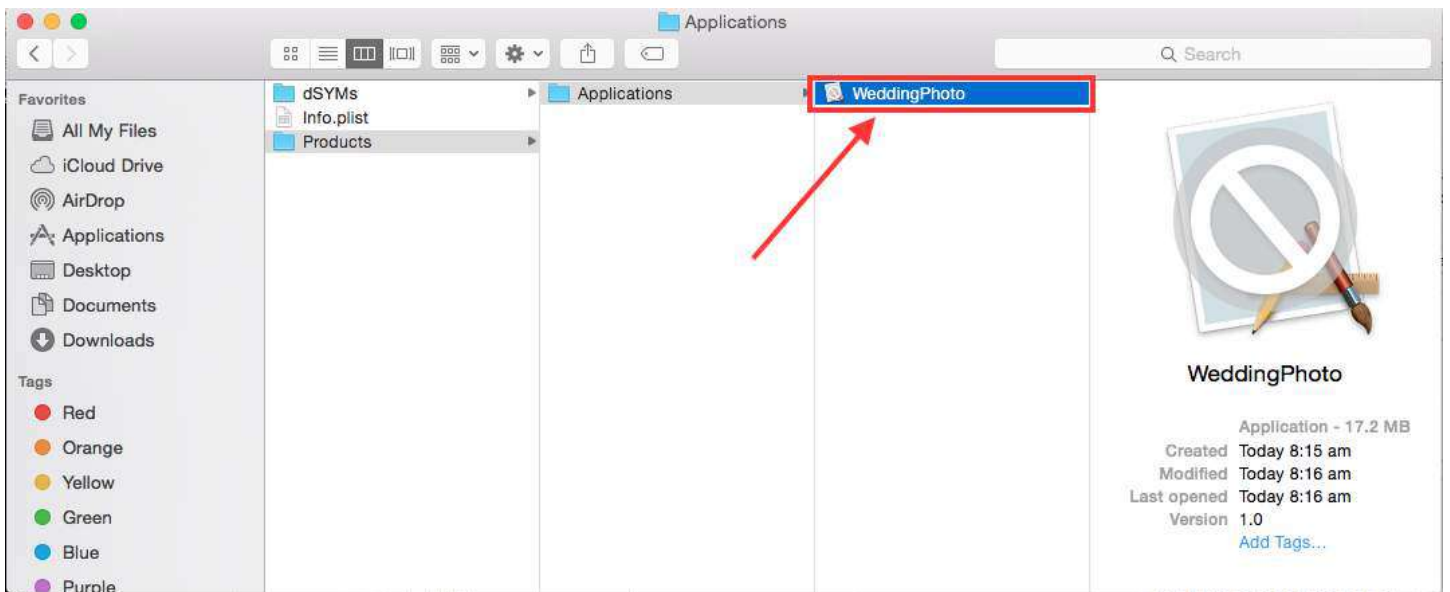 Applications
Search
Favorites
All My Files
iCloud Drive
AirDrop
Applications
Desktop
Documents
Downloads
Tags
Red
Orange
Yellow
Green
Blue
Purple
dSYMs
Info.plist
Products
Applications
WeddingPhoto
WeddingPhoto
Application - 17.2 MB
Created Today 8:15 am
Modified Today 8:16 am
Last opened Today 8:16 am
Version 1.0
Add Tags...